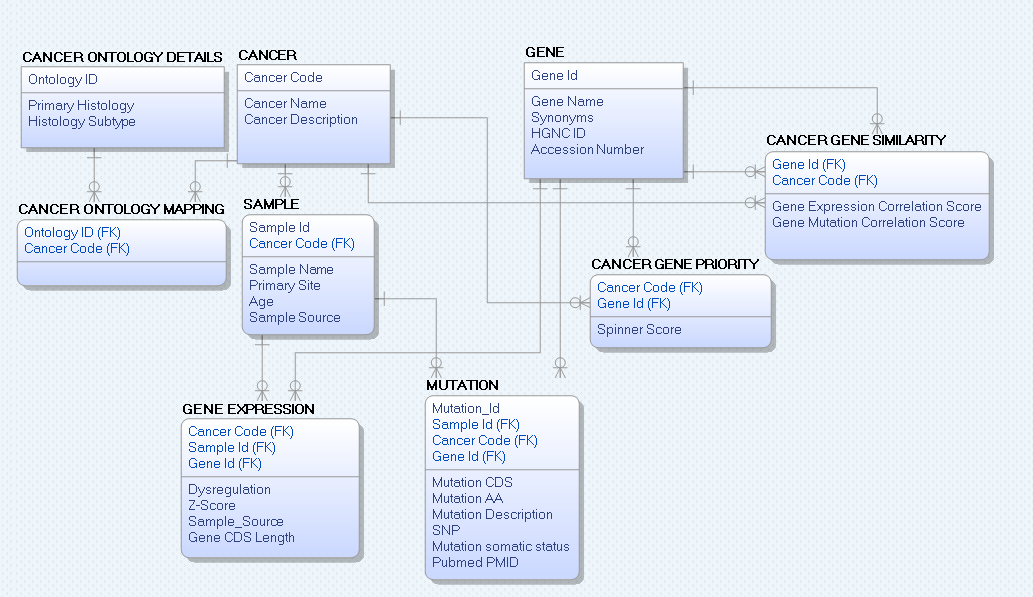 CANCER ONTOLOGY DETAILS
Ontology ID
Primary Histology
Histology Subtype
CANCER
Cancer Code
Cancer Name
Cancer Description
GENE
Gene Id
Gene Name
Synonyms
HGNC ID
Accession Number
CANCER GENE SIMILARITY
Gene Id (FK)
Cancer Code (FK)
Gene Expression Correlation Score
Gene Mutation Correlation Score
CANCER ONTOLOGY MAPPING
Ontology ID (FK)
Cancer Code (FK)
SAMPLE
Sample Id
Cancer Code (FK)
Sample Name
Primary Site
Age
Sample Source
CANCER GENE PRIORITY
Cancer Code (FK)
Gene Id (FK)
Spinner Score
GENE EXPRESSION
Cancer Code (FK)
Sample Id (FK)
Gene Id (FK)
Dysregulation
Z-Score
Sample_Source
Gene CDS Length
MUTATION
Mutation_Id
Sample Id (FK)
Cancer Code (FK)
Gene Id (FK)
Mutation CDS
Mutation AA
Mutation Description
SNP
Mutation somatic status
Pubmed PMID